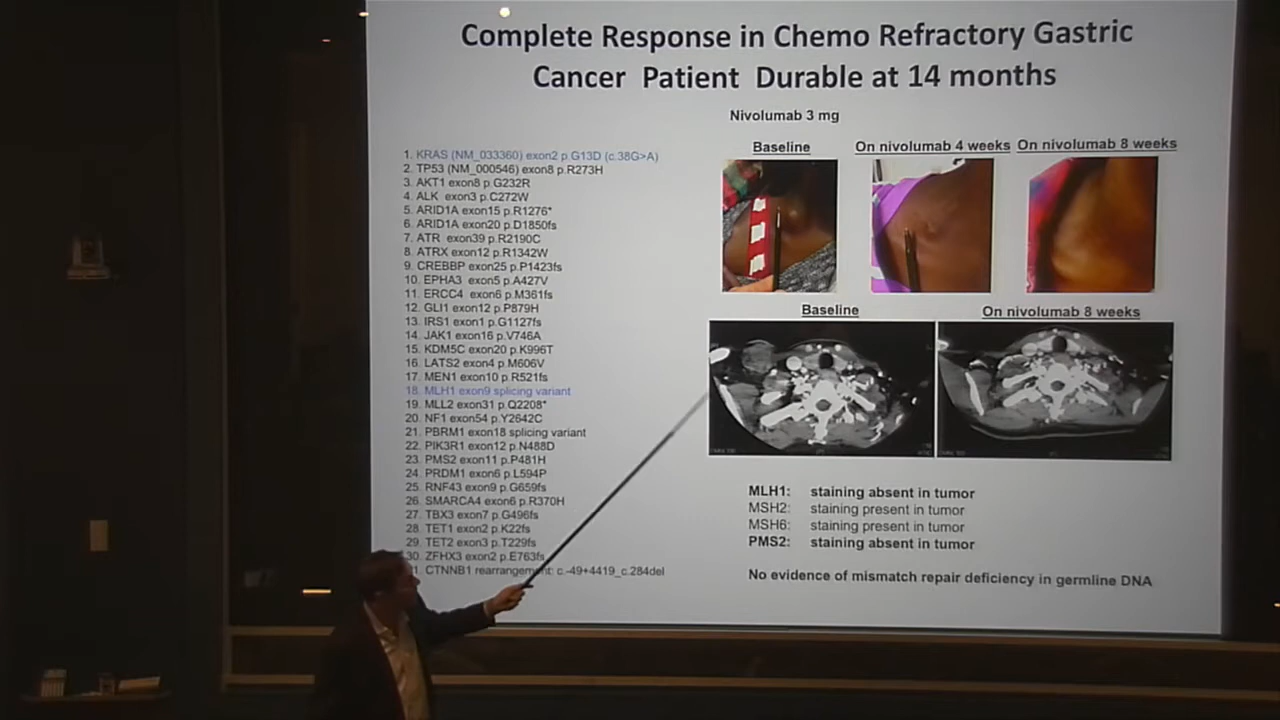 Complete Response in Chemo Refractory Gastric
Cancer Patient Durable at 14 months
Nivolumab 3 mg
1. KRAS (NM_033360) exon2 p.G13D (c.38G>A)
2. TP53 (NM_000546) exon8 p.R273H
3. AKT1 exon8 p.G232R
4. ALK exon3 p.C272W
5. ARID1A exon15 p.R1276*
6. ARID1A exon20 p.D1850fs
7. ATR exon39 p.R2190C
8. ATRX exon12 p.R1342W
9. CREBBP exon25 p.P1423fs
10. EPHA3 exon5 p.A427V
11. ERCC4 exon6 p.M361fs
12. GLI1 exon12 p.P879H
13. IRS1 exon1 p.G1127fs
14. JAK1 exon16 p.V746A
15. KDM5C exon20 p.K996T
16. LATS2 exon4 p.M606V
17. MEN1 exon10 p.R521fs
18. MLH1 exon9 splicing variant
19. MLL2 exon31 p.Q2208*
20. NF1 exon54 p.Y2642C
21. PBRM1 exon18 splicing variant
22. PIK3R1 exon12 p.N488D
23. PMS2 exon11 p.P481H
24. PRDM1 exon6 p.L594P
25. RNF43 exon9 p.G659fs
26. SMARCA4 exon6 p.R370H
27. TBX3 exon7 p.G496fs
28. TET1 exon2 p.K22fs
29. TET2 exon3 p.T229fs
30. ZFHX3 exon2 p.E763fs
CTNNB1 rearrangement: c.-49+4419_c.284del
Baseline
On nivolumab 4 weeks
On nivolumab 8 weeks
Baseline
On nivolumab 8 weeks
MLH1: staining absent in tumor
MSH2: staining present in tumor
MSH6: staining present in tumor
PMS2: staining absent in tumor
No evidence of mismatch repair deficiency in germline DNA